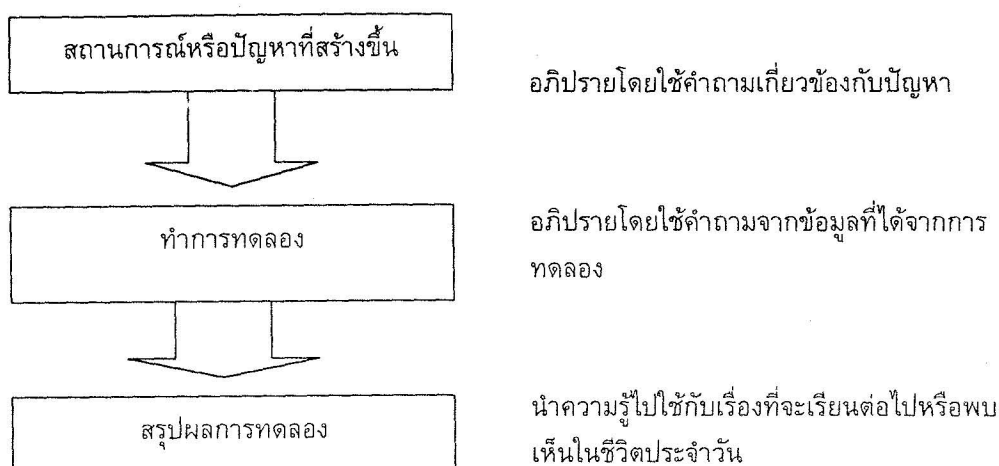 สถานการณ์หรือปัญหาที่สร้างขึ้น
อภิปรายโดยใช้คำถามเกี่ยวข้องกับปัญหา
ทำการทดลอง
อภิปรายโดยใช้คำถามจากข้อมูลที่ได้จากการ
ทดลอง
สรุปผลการทดลอง
นำความรู้ไปใช้กับเรื่องที่จะเรียนต่อไปหรือพบ
เห็นในชีวิตประจำวัน